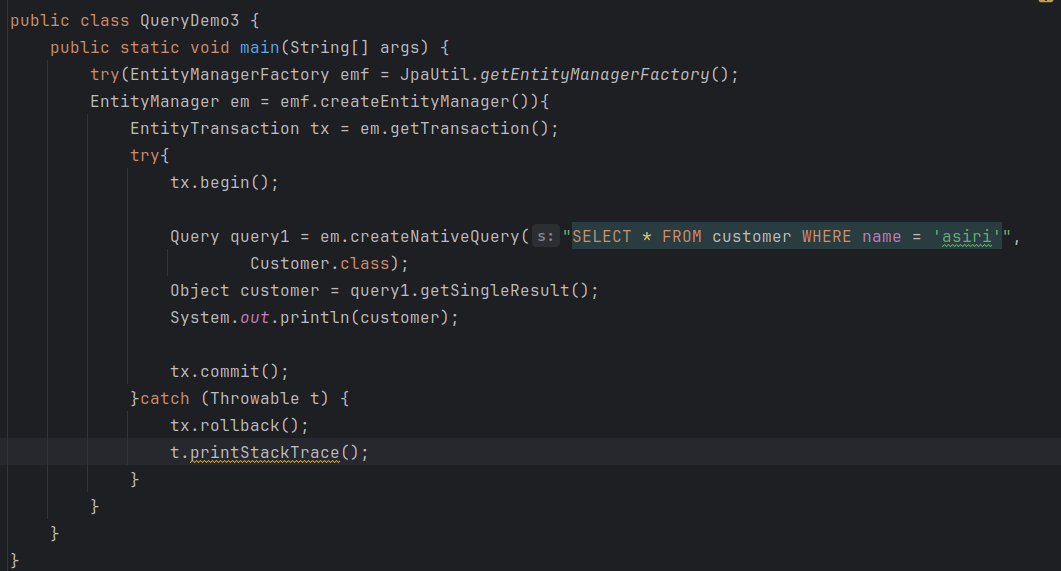 public class QueryDemo3 {
    public static void main(String[] args) {
        try(EntityManagerFactory emf = JpaUtil.getEntityManagerFactory();
        EntityManager em = emf.createEntityManager()){
            EntityTransaction tx = em.getTransaction();
            try{
                tx.begin();

                Query query1 = em.createNativeQuery( s: "SELECT * FROM customer WHERE name = 'asiri'",
                        Customer.class);
                Object customer = query1.getSingleResult();
                System.out.println(customer);

                tx.commit();
            }catch (Throwable t) {
                tx.rollback();
                t.printStackTrace();
            }
        }
    }
}